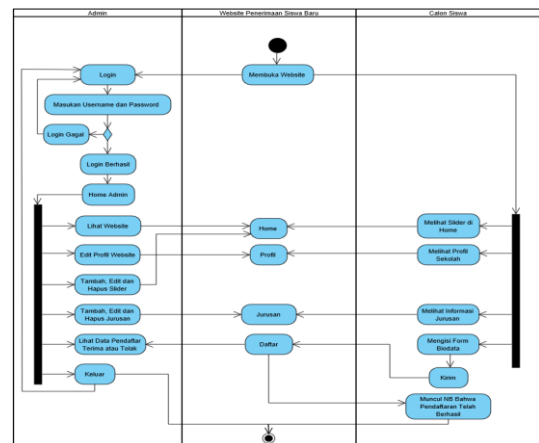 Admin
Website Penerimaan Siswa Baru
Calon Siswa
Login
Membuka Website
Masukan Username dan Password
Login Gagal
Login Berhasil
Home Admin
Lihat Website
Home
Melihat Slider di
Home
Edit Profil Website
Profil
Melihat Profil
Sekolah
Tambah, Edit dan
Hapus Slider
Tambah, Edit dan
Hapus Jurusan
Jurusan
Melihat Informasi
Jurusan
Lihat Data Pendaftar
Terima atau Tolak
Daftar
Mengisi Form
Biodata
Keluar
Kirim
Muncul NB Bahwa
Pendaftaran Telah
Berhasil